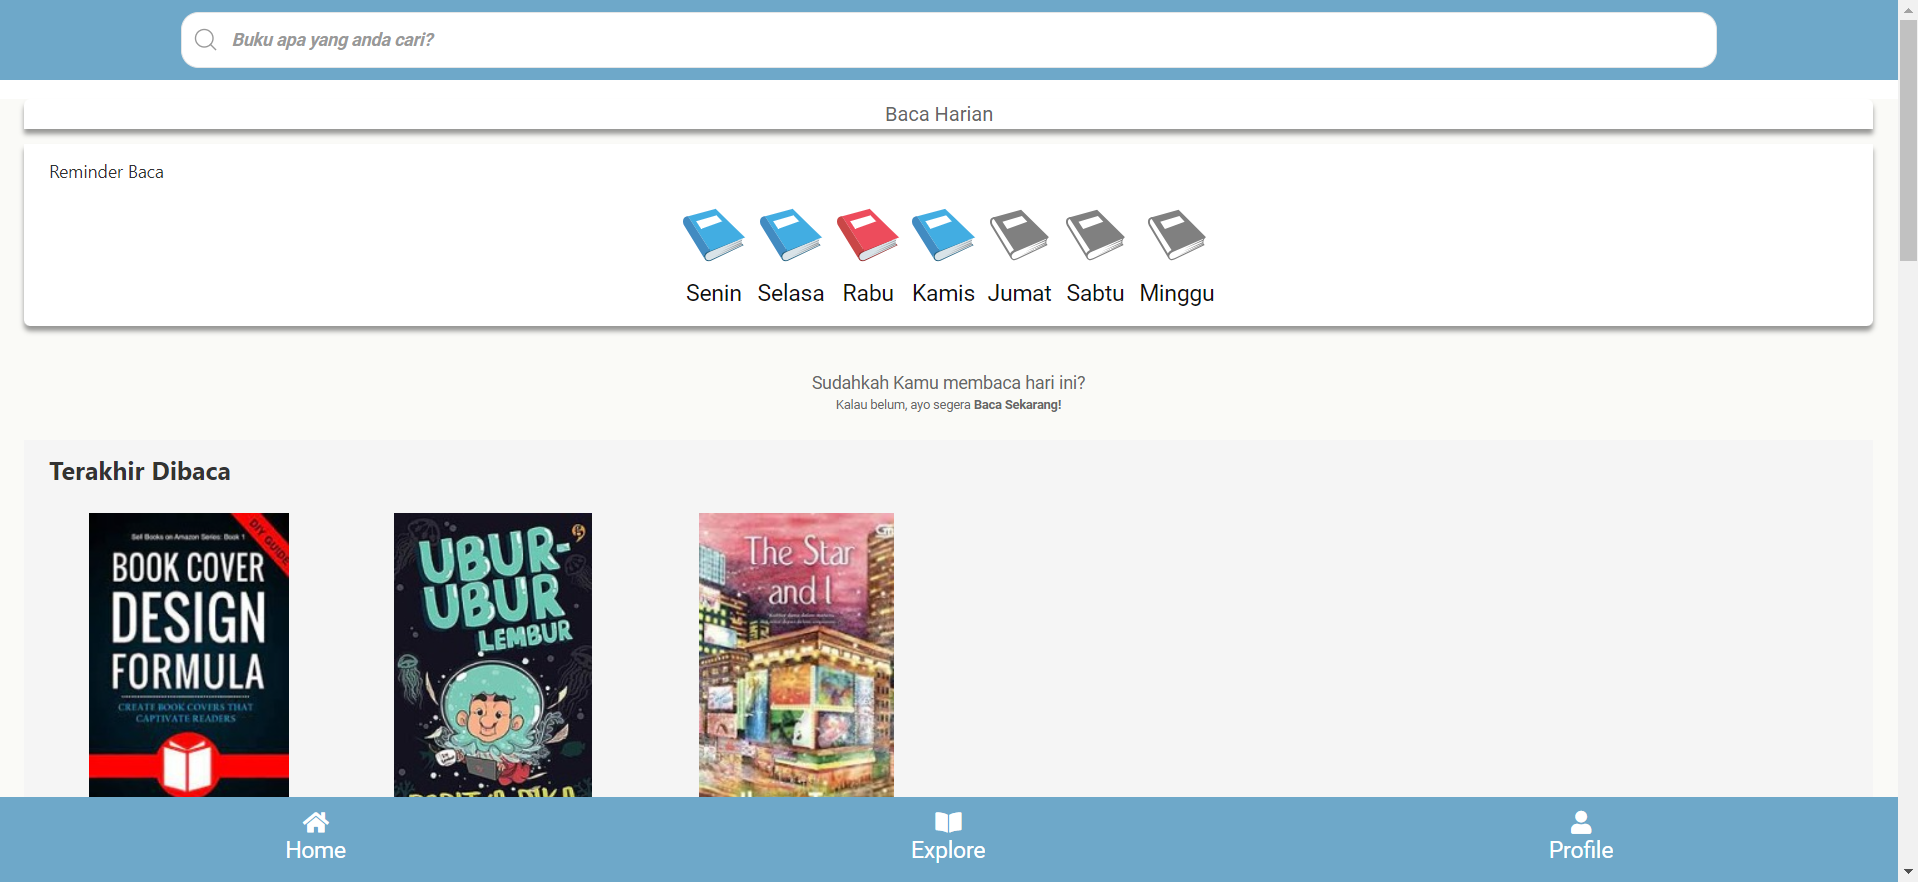 Buku apa yang anda cari?
Baca Harian
Reminder Baca
Senin Selasa Rabu Kamis Jumat Sabtu Minggu
Sudahkah Kamu membaca hari ini?
Kalau belum, ayo segera Baca Sekarang!
Terakhir Dibaca
DIY GUIDE
Sell Books on Amazon Series: Book 1
BOOK COVER
DESIGN
FORMULA
CREATE BOOK COVERS THAT
CAPTIVATE READERS
UBUR-
UBUR
LEMBUR
The Star
and I
Home Explore Profile